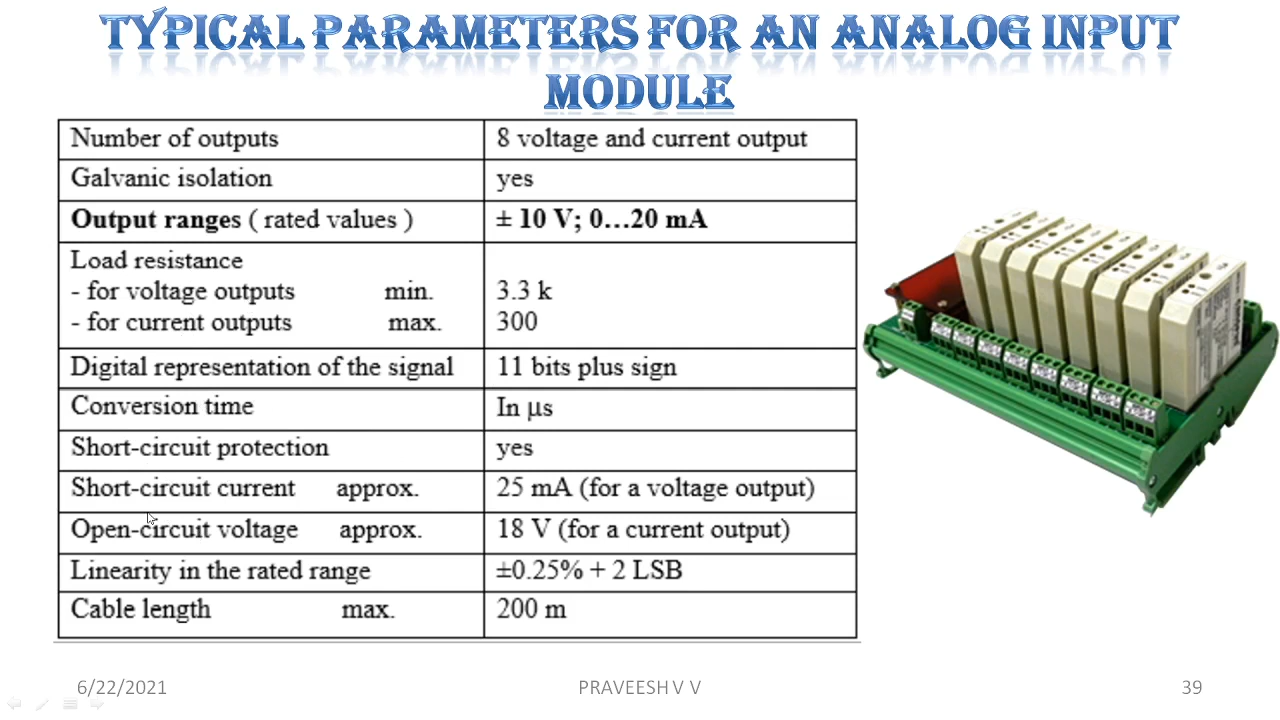 TYPICAL PARAMETERS FOR AN ANALOG INPUT
MODULE
Number of outputs 8 voltage and current output
Galvanic isolation yes
Output ranges ( rated values ) ± 10 V; 0…20 mA
Load resistance
- for voltage outputs min. 3.3 k
- for current outputs max. 300
Digital representation of the signal 11 bits plus sign
Conversion time In µs
Short-circuit protection yes
Short-circuit current approx. 25 mA (for a voltage output)
Open-circuit voltage approx. 18 V (for a current output)
Linearity in the rated range ±0.25% + 2 LSB
Cable length max. 200 m
6/22/2021 PRAVEESH V V 39